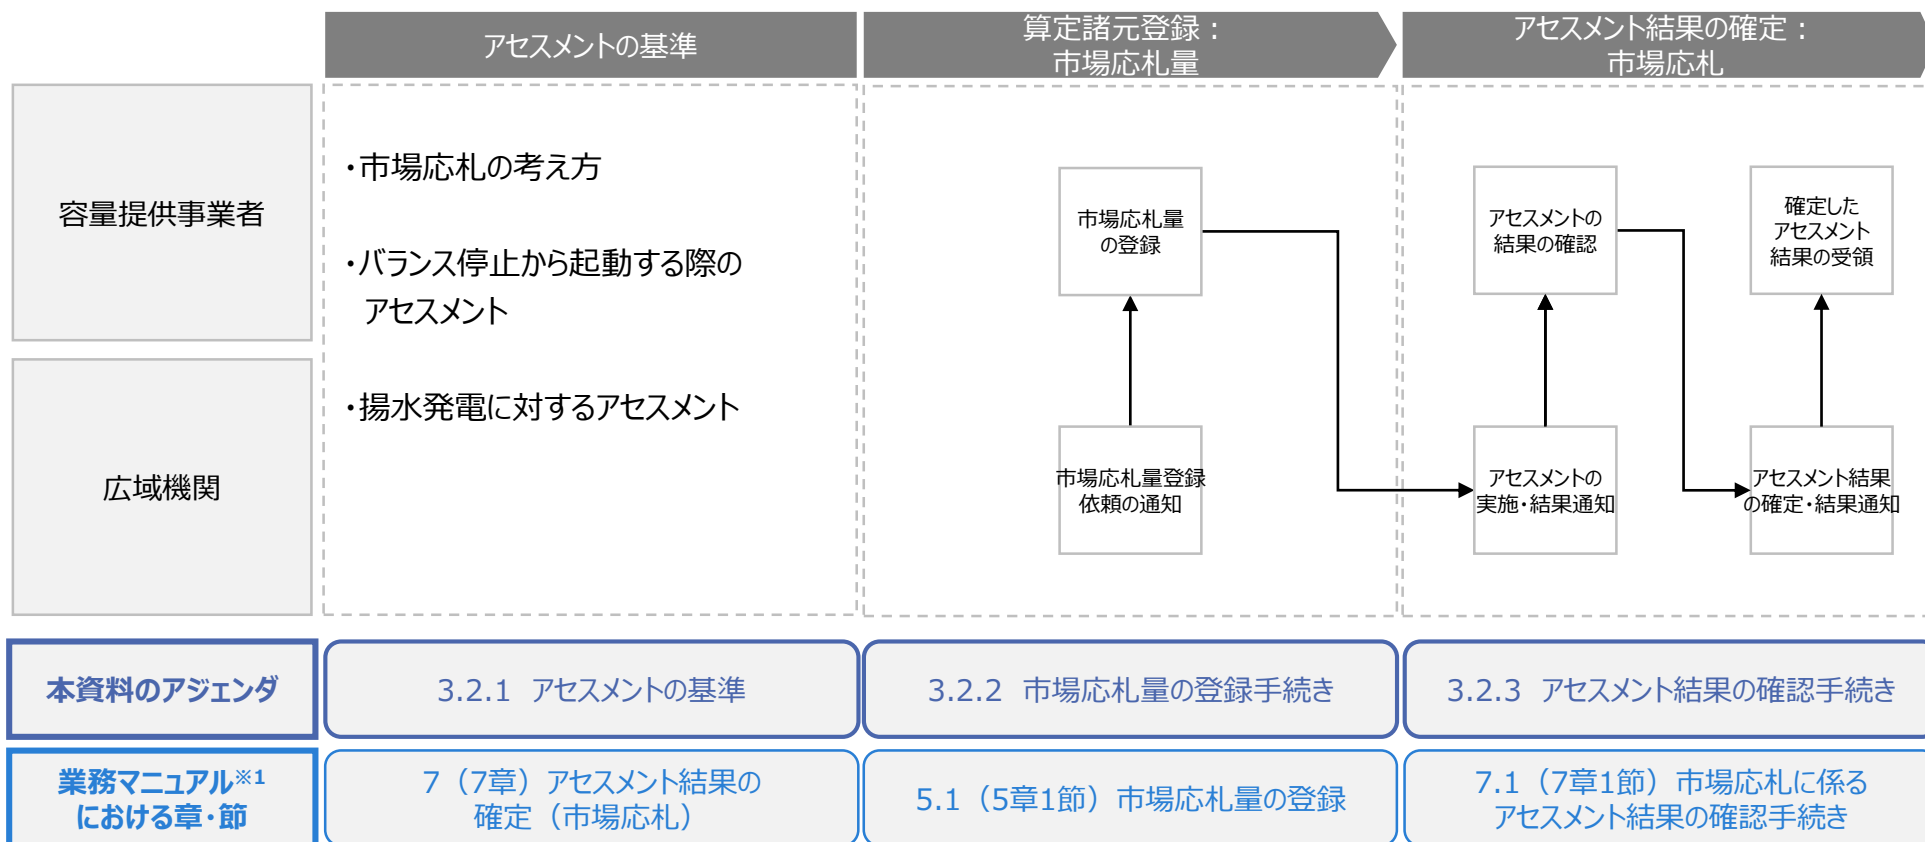 アセスメントの基準
算定諸元登録：
市場応札量
アセスメント結果の確定：
市場応札
容量提供事業者
・市場応札の考え方
・バランス停止から起動する際の
アセスメント
・揚水発電に対するアセスメント
市場応札量
の登録
アセスメントの
結果の確認
確定した
アセスメント
結果の受領
広域機関
市場応札量登録
依頼の通知
アセスメントの
実施・結果通知
アセスメント結果
の確定・結果通知
本資料のアジェンダ
3.2.1 アセスメントの基準
3.2.2 市場応札量の登録手続き
3.2.3 アセスメント結果の確認手続き
業務マニュアル※1
における章・節
7（7章）アセスメント結果の
確定（市場応札）
5.1（5章1節）市場応札量の登録
7.1（7章1節）市場応札に係る
アセスメント結果の確認手続き